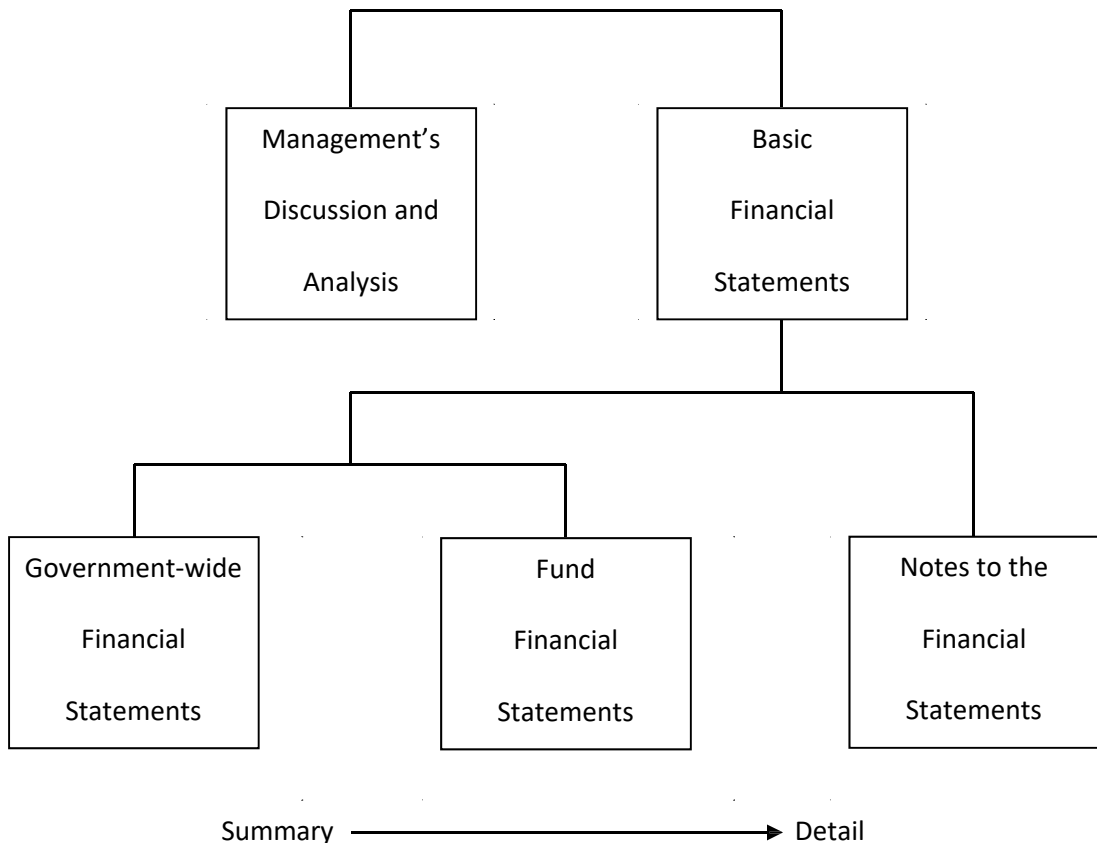 Management’s
Discussion and
Analysis
Basic
Financial
Statements
Government-wide
Financial
Statements
Fund
Financial
Statements
Notes to the
Financial
Statements
Summary
Detail